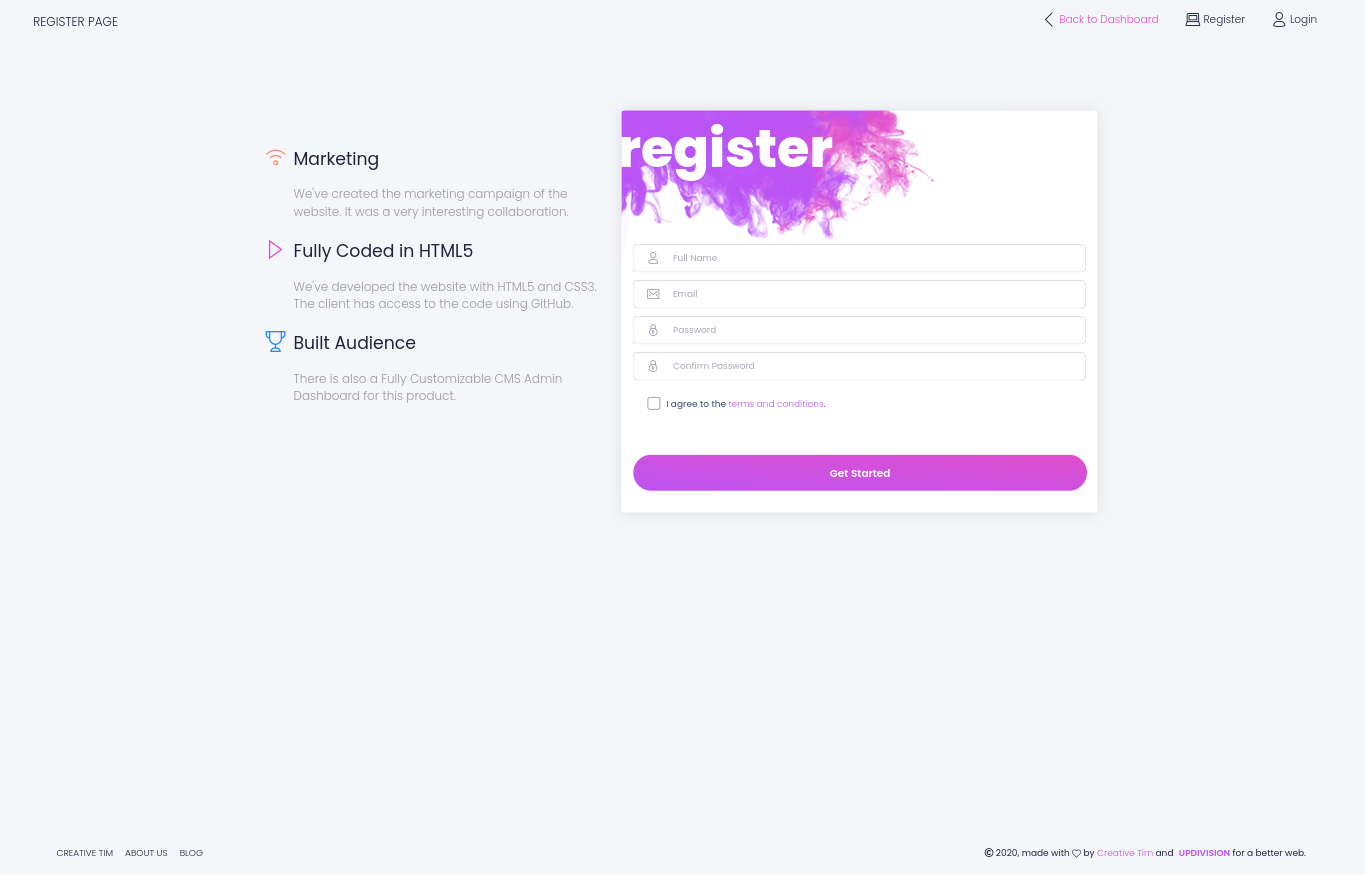 REGISTER PAGE
Back to Dashboard
Register
Login
Marketing
We've created the marketing campaign of the
website. It was a very interesting collaboration.
Fully Coded in HTML5
We've developed the website with HTML5 and CSS3.
The client has access to the code using GitHub.
Built Audience
There is also a Fully Customizable CMS Admin
Dashboard for this product.
register
Full Name
Email
Password
Confirm Password
I agree to the terms and conditions.
Get Started
CREATIVE TIM ABOUT US BLOG
© 2020, made with ♡ by Creative Tim and UPDIVISION for a better web.